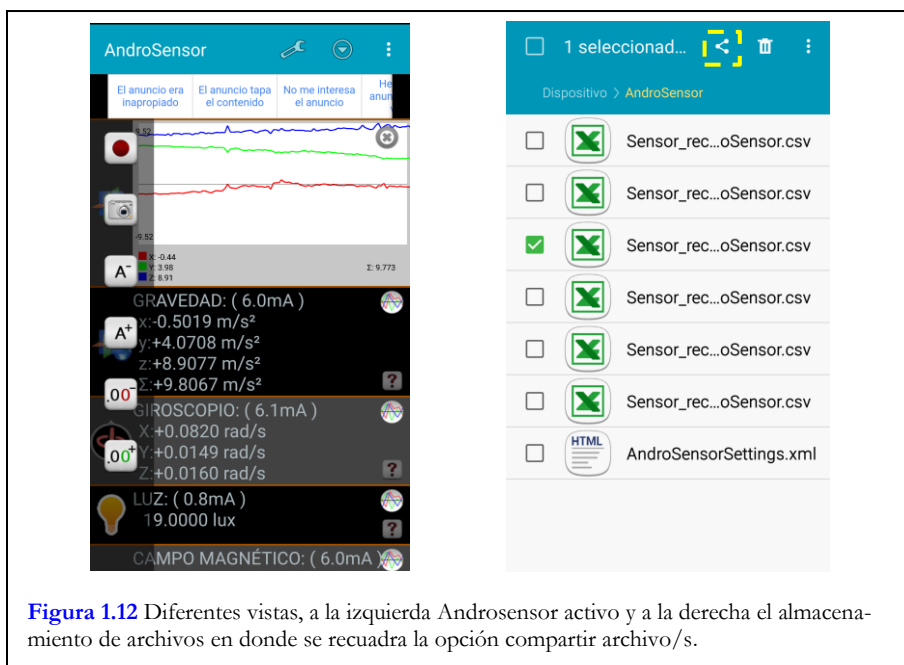 AndroSensor
El anuncio era
inapropiado
El anuncio tapa
el contenido
No me interesa
el anuncio
He
anun
9.52
-9.52
X: -0.44
Y: 3.98
Z: 8.91
Σ: 9.773
A-
A+
.00-
.00+
GRAVEDAD: ( 6.0mA )
x:-0.5019 m/s²
y:+4.0708 m/s²
z:+8.9077 m/s²
Σ:+9.8067 m/s²
?
GIROSCOPIO: ( 6.1mA )
X:+0.0820 rad/s
Y:+0.0149 rad/s
Z:+0.0160 rad/s
?
LUZ: ( 0.8mA )
19.0000 lux
?
CAMPO MAGNÉTICO: ( 6.0mA )
1 seleccionad...
Dispositivo > AndroSensor
Sensor_rec...oSensor.csv
Sensor_rec...oSensor.csv
Sensor_rec...oSensor.csv
Sensor_rec...oSensor.csv
Sensor_rec...oSensor.csv
Sensor_rec...oSensor.csv
HTML
AndroSensorSettings.xml
Figura 1.12 Diferentes vistas, a la izquierda Androsensor activo y a la derecha el almacena-
miento de archivos en donde se recuadra la opción compartir archivo/s.